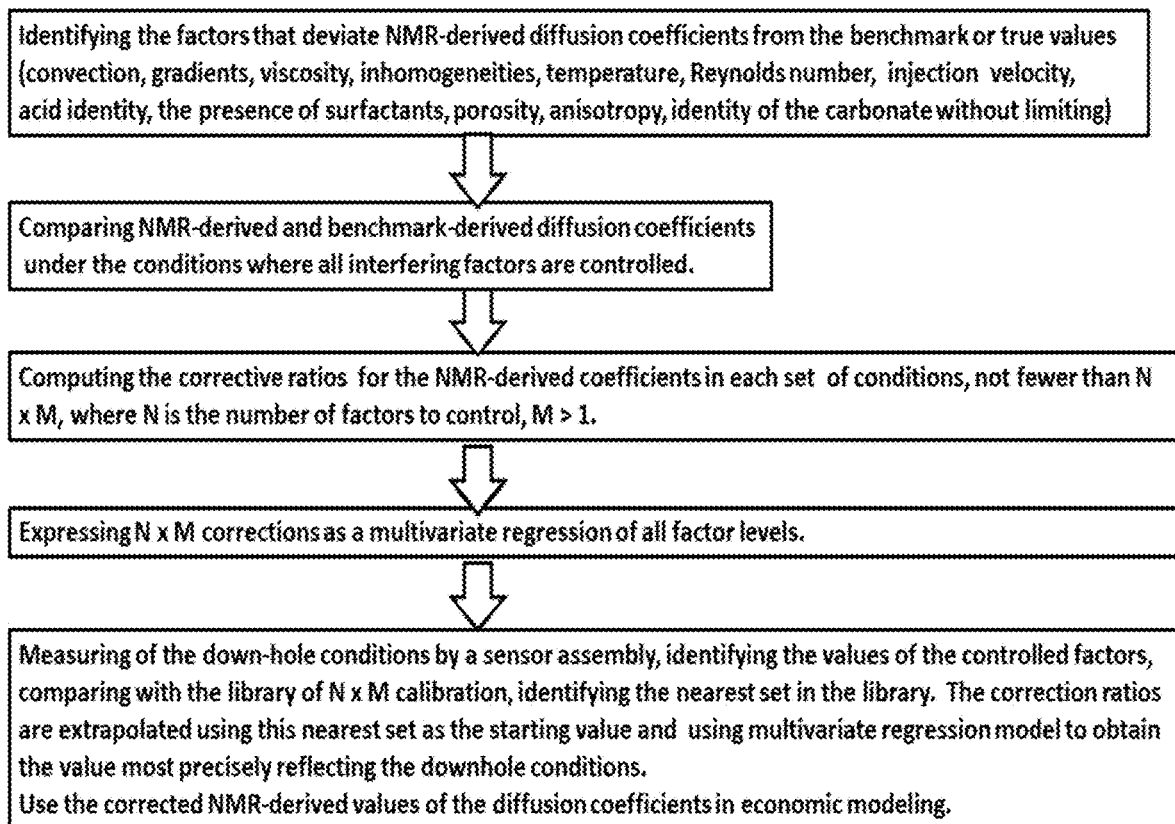 Identifying the factors that deviate NMR-derived diffusion coefficients from the benchmark or true values
(convection, gradients, viscosity, inhomogeneities, temperature, Reynolds number, injection velocity,
acid identity, the presence of surfactants, porosity, anisotropy, identity of the carbonate without limiting)
Comparing NMR-derived and benchmark-derived diffusion coefficients
under the conditions where all interfering factors are controlled.
Computing the corrective ratios for the NMR-derived coefficients in each set of conditions, not fewer than N
x M, where N is the number of factors to control, M > 1.
Expressing N x M corrections as a multivariate regression of all factor levels.
Measuring of the down-hole conditions by a sensor assembly, identifying the values of the controlled factors,
comparing with the library of N x M calibration, identifying the nearest set in the library. The correction ratios
are extrapolated using this nearest set as the starting value and using multivariate regression model to obtain
the value most precisely reflecting the downhole conditions.
Use the corrected NMR-derived values of the diffusion coefficients in economic modeling.